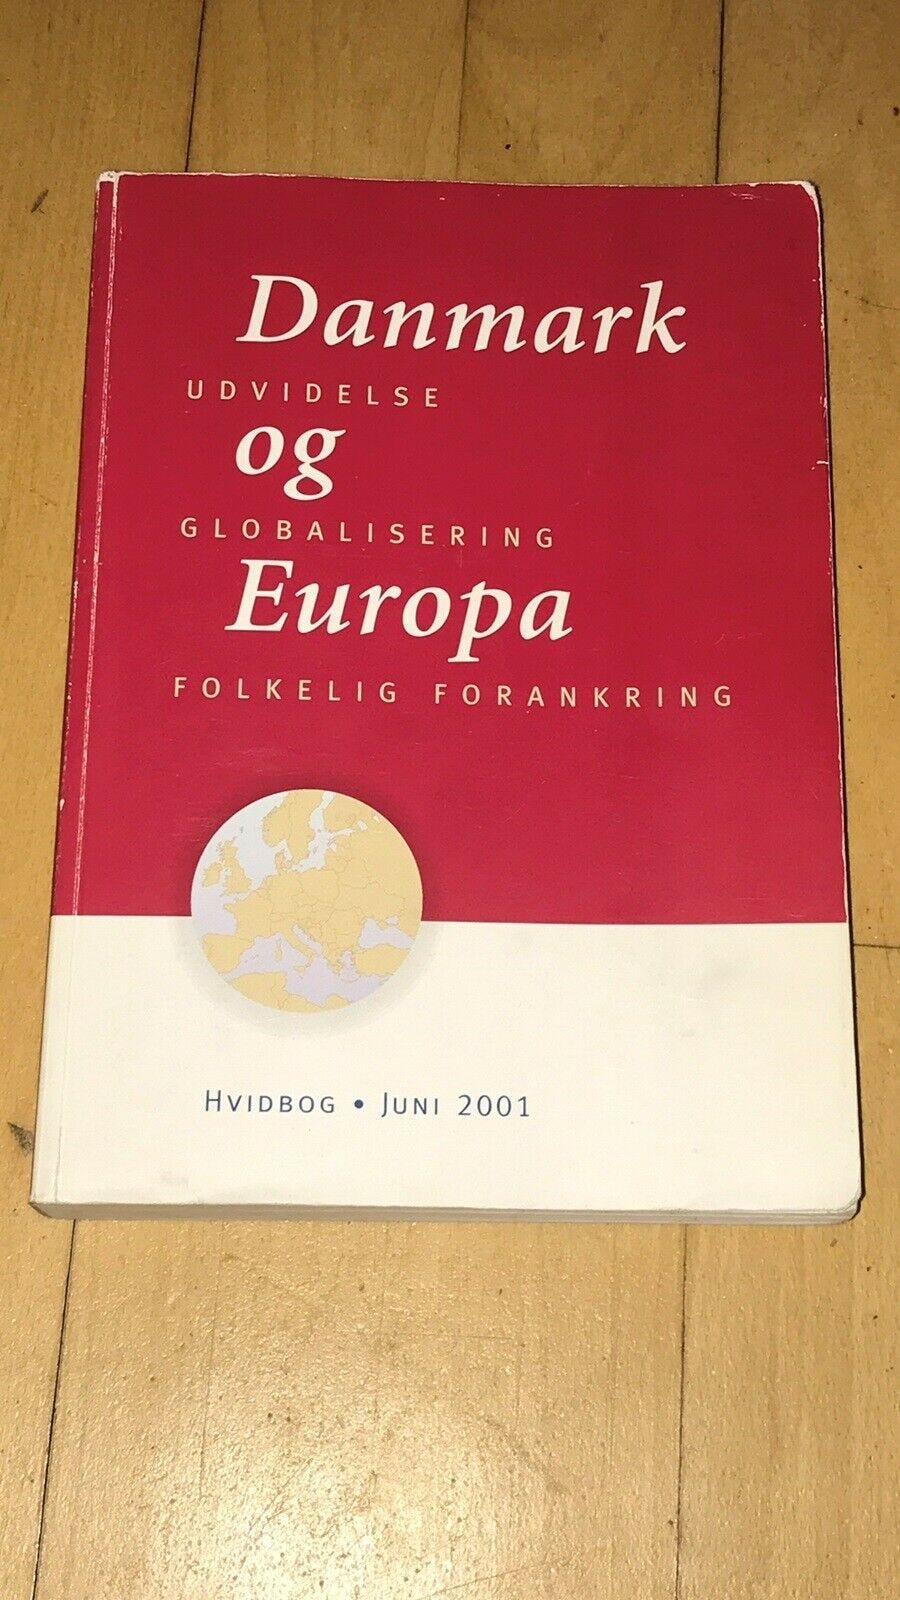 Danmark
UDVIDELSE
og
GLOBALISERING
Europa
FOLKELIG FORANKRING
HVIDBOG • JUNI 2001